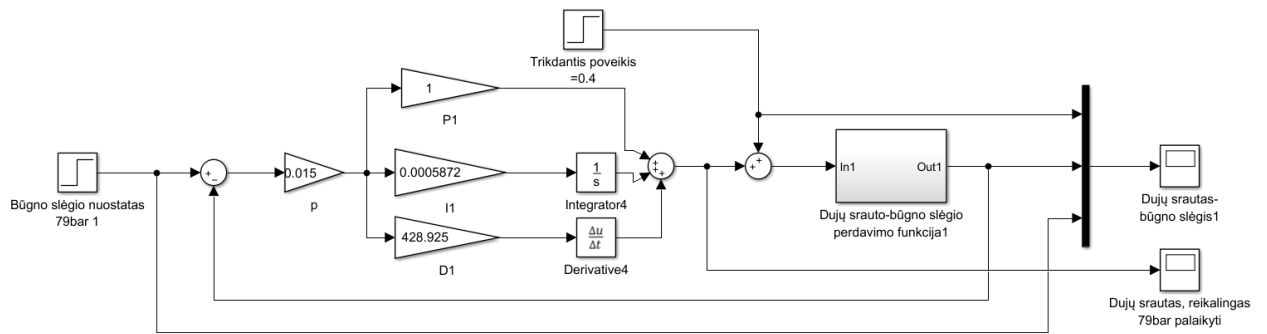 Trikdantis poveikis
=0.4
1
P1
Būgno slėgio nuostatas
79bar 1
+
−
0.015
p
0.0005872
I1
1
s
Integrator4
428.925
D1
Δu
Δt
Derivative4
+
+
+
+
+
In1
Out1
Dujų srauto-būgno slėgio
perdavimo funkcija1
Dujų srautas-
būgno slėgis1
Dujų srautas, reikalingas
79bar palaikyti